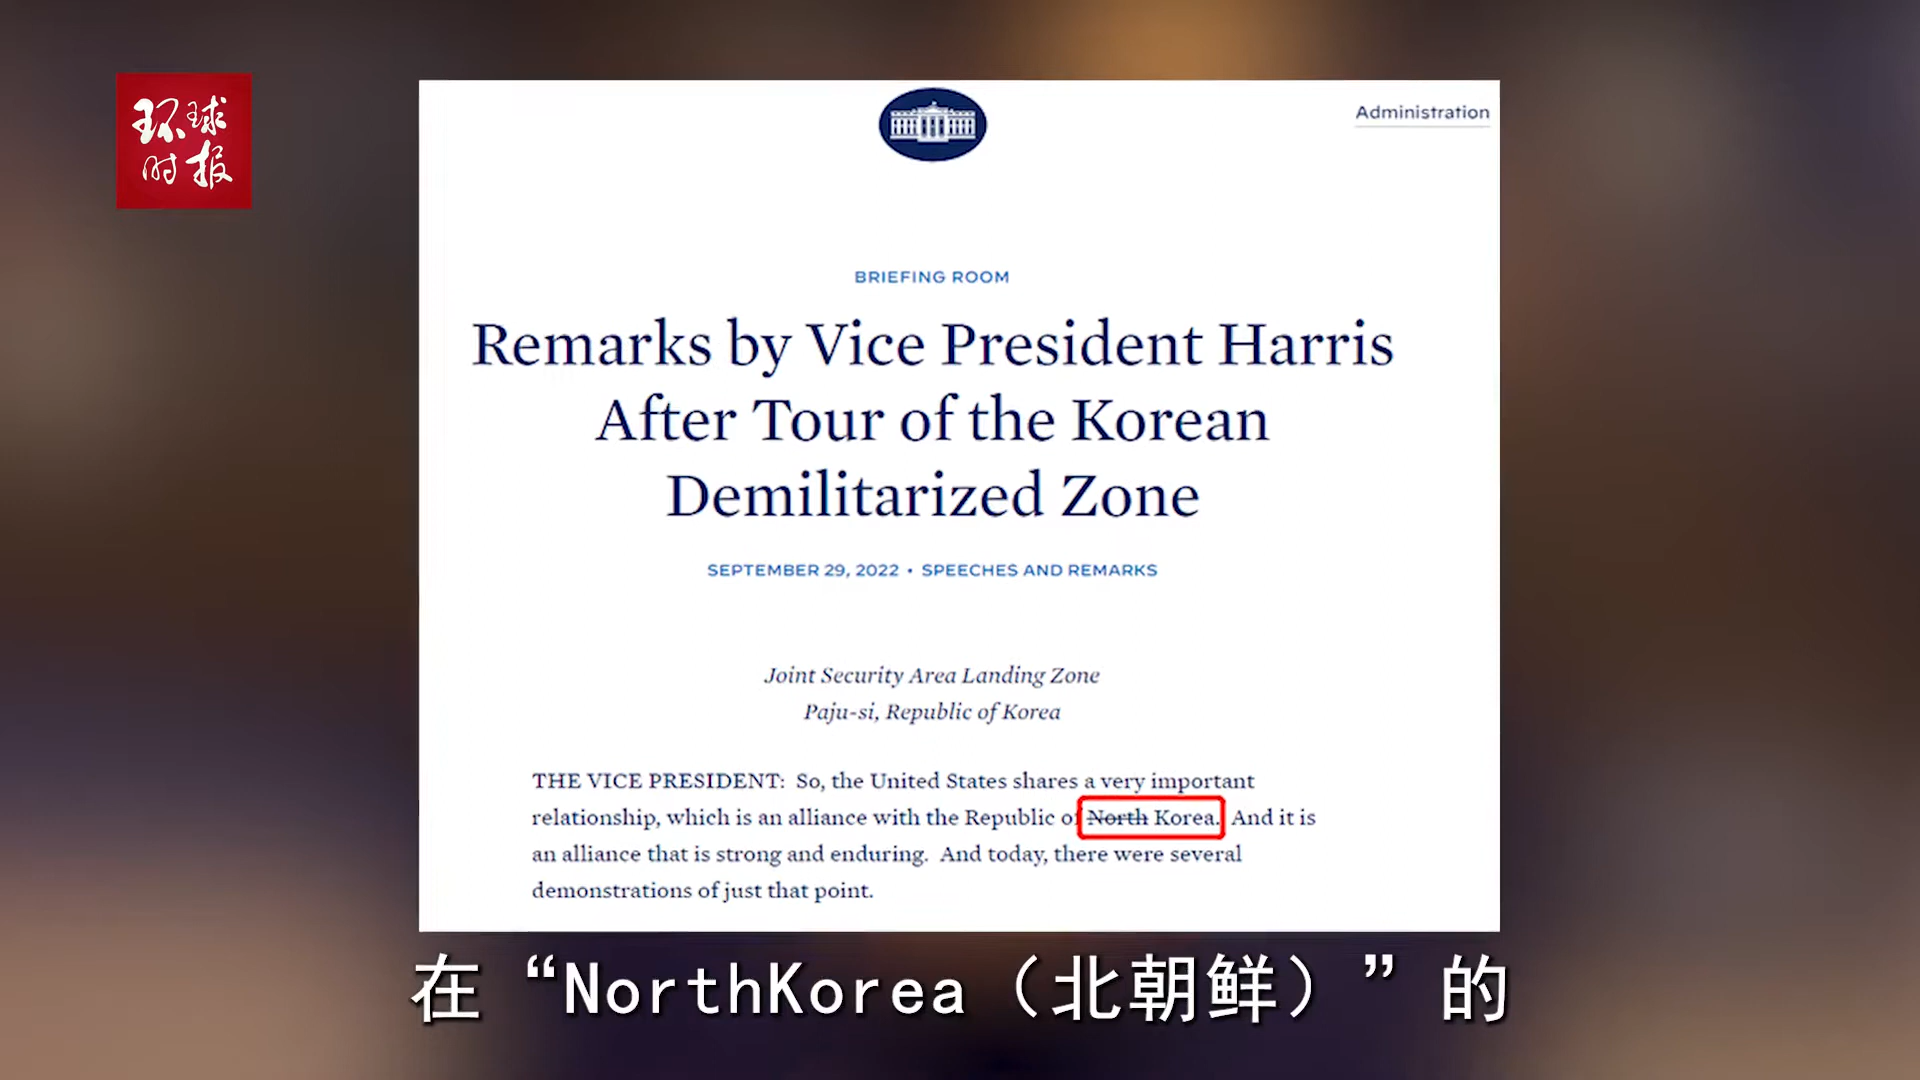 环球
时报
Administration
BRIEFING ROOM
Remarks by Vice President Harris
After Tour of the Korean
Demilitarized Zone
SEPTEMBER 29, 2022 • SPEECHES AND REMARKS
Joint Security Area Landing Zone
Paju-si, Republic of Korea
THE VICE PRESIDENT:  So, the United States shares a very important
relationship, which is an alliance with the Republic of North Korea.  And it is
an alliance that is strong and enduring.  And today, there were several
demonstrations of just that point.
在“NorthKorea（北朝鲜）”的